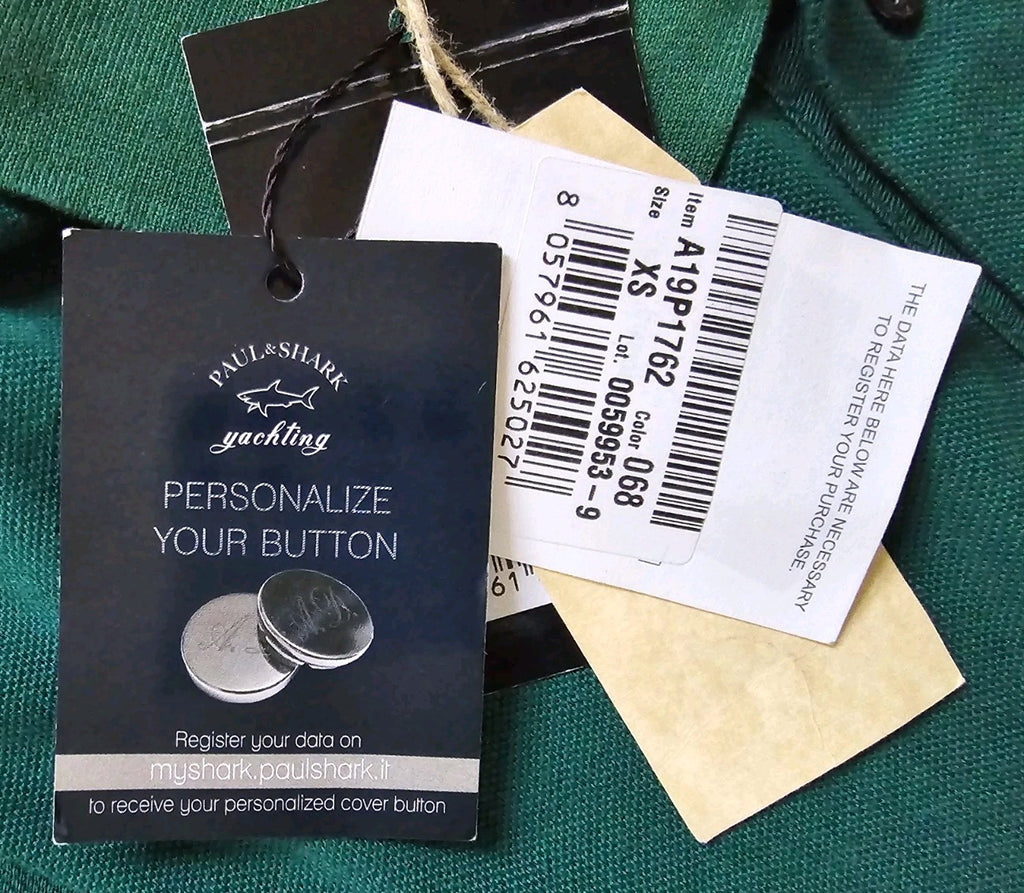 PAUL&SHARK
yachting
PERSONALIZE
YOUR BUTTON
Register your data on
myshark.paulshark.it
to receive your personalized cover button
THE DATA HERE BELOW ARE NECESSARY
TO REGISTER YOUR PURCHASE.
Item A19P1762 Color 068
Size XS Lot. 0059953-9
8 057961 625027
61